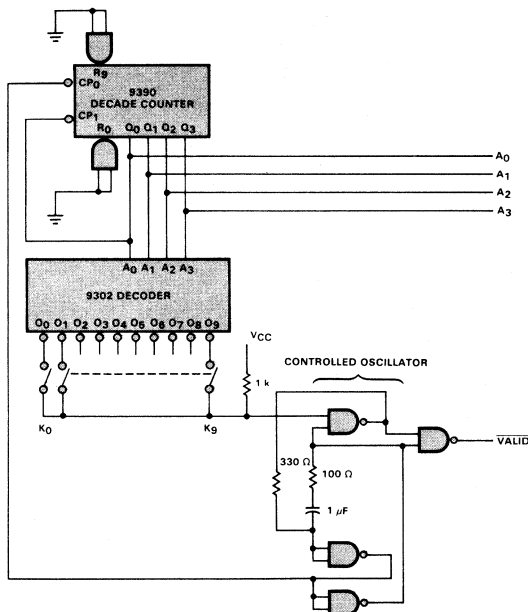 R9
CP0
9390
DECADE COUNTER
CP1
R0 Q0 Q1 Q2 Q3
A0
A1
A2
A3
A0 A1 A2 A3
9302 DECODER
O0 O1 O2 O3 O4 O5 O6 O7 O8 O9
VCC
CONTROLLED OSCILLATOR
1 k
K0 K9
VALID
330 Ω
100 Ω
1 μF